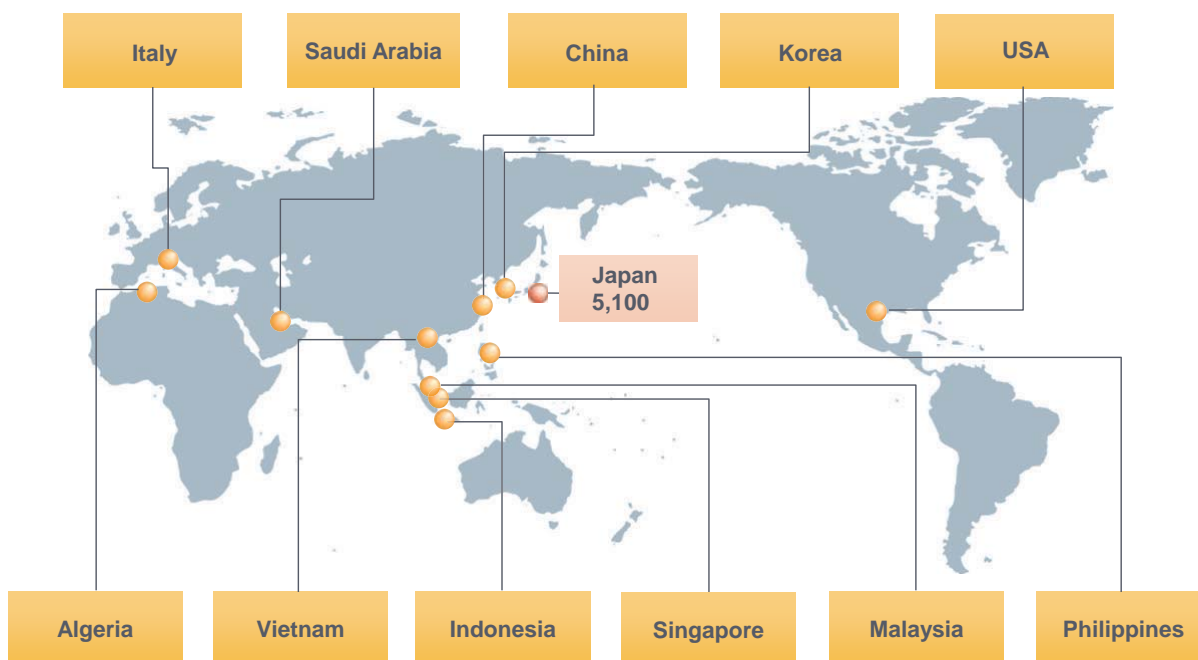 Italy
Saudi Arabia
China
Korea
USA
Japan
5,100
Algeria
Vietnam
Indonesia
Singapore
Malaysia
Philippines